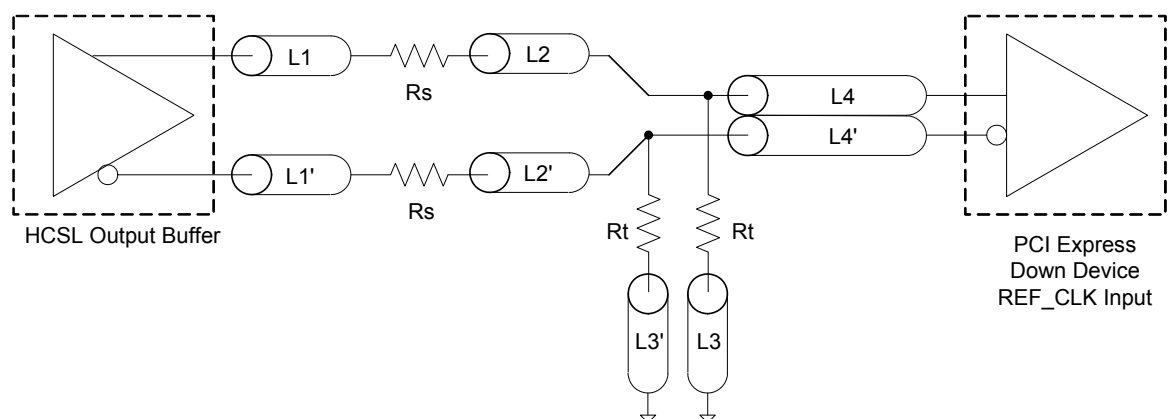 L1
Rs
L2
L4
L4'
L1'
Rs
L2'
HCSL Output Buffer
Rt
Rt
L3'
L3
PCI Express
Down Device
REF_CLK Input